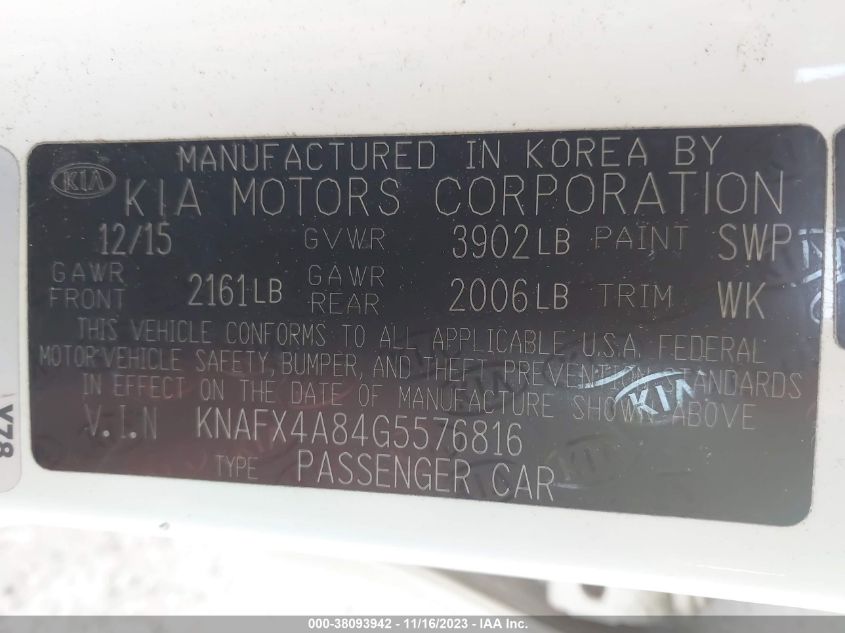 MANUFACTURED IN KOREA BY
KIA KIA MOTORS CORPORATION
12/15 GVWR 3902LB PAINT SWP
GAWR FRONT 2161LB GAWR REAR 2006LB TRIM WK
THIS VEHICLE CONFORMS TO ALL APPLICABLE U.S.A. FEDERAL
MOTOR VEHICLE SAFETY, BUMPER, AND THEFT PREVENTION STANDARDS
IN EFFECT ON THE DATE OF MANUFACTURE SHOWN ABOVE
KIA
V.I.N KNAFX4A84G5576816
TYPE PASSENGER CAR
Y78
000-38093942 - 11/16/2023 - IAA Inc.